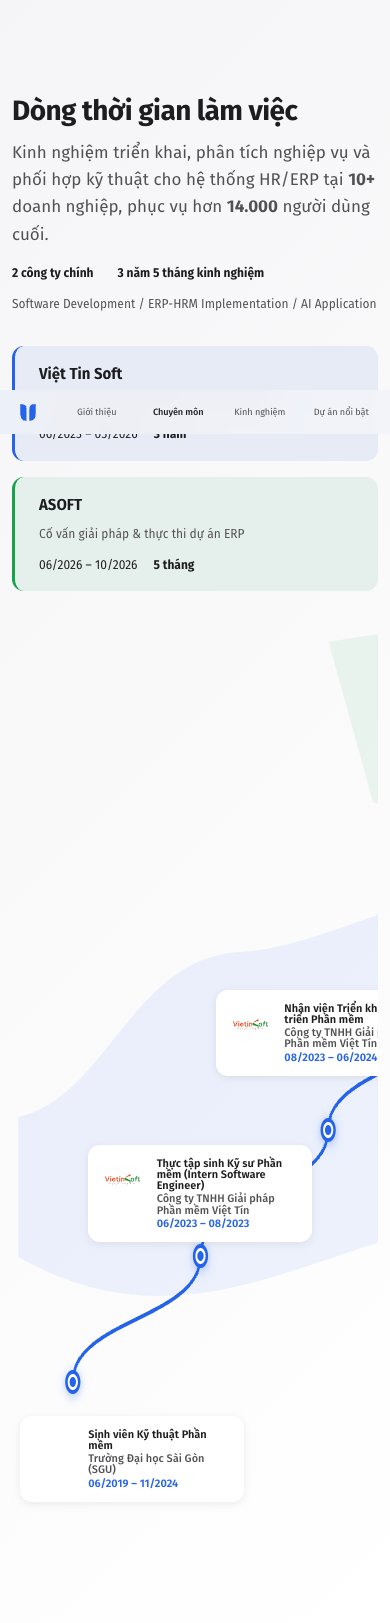 Dòng thời gian làm việc
Kinh nghiệm triển khai, phân tích nghiệp vụ và
phối hợp kỹ thuật cho hệ thống HR/ERP tại 10+
doanh nghiệp, phục vụ hơn 14.000 người dùng
cuối.
2 công ty chính 3 năm 5 tháng kinh nghiệm
Software Development / ERP-HRM Implementation / AI Application
Việt Tin Soft
Giới thiệu Chuyên môn Kinh nghiệm Dự án nổi bật
06/2023 – 05/2026 3 năm
ASOFT
Cố vấn giải pháp & thực thi dự án ERP
06/2026 – 10/2026 5 tháng
Nhân viên Triển kh
triển Phần mềm
Công ty TNHH Giải
Phần mềm Việt Tín
08/2023 – 06/2024
VietinSoft
Thực tập sinh Kỹ sư Phần
mềm (Intern Software
Engineer)
Công ty TNHH Giải pháp
Phần mềm Việt Tín
06/2023 – 08/2023
VietinSoft
Sinh viên Kỹ thuật Phần
mềm
Trường Đại học Sài Gòn
(SGU)
06/2019 – 11/2024